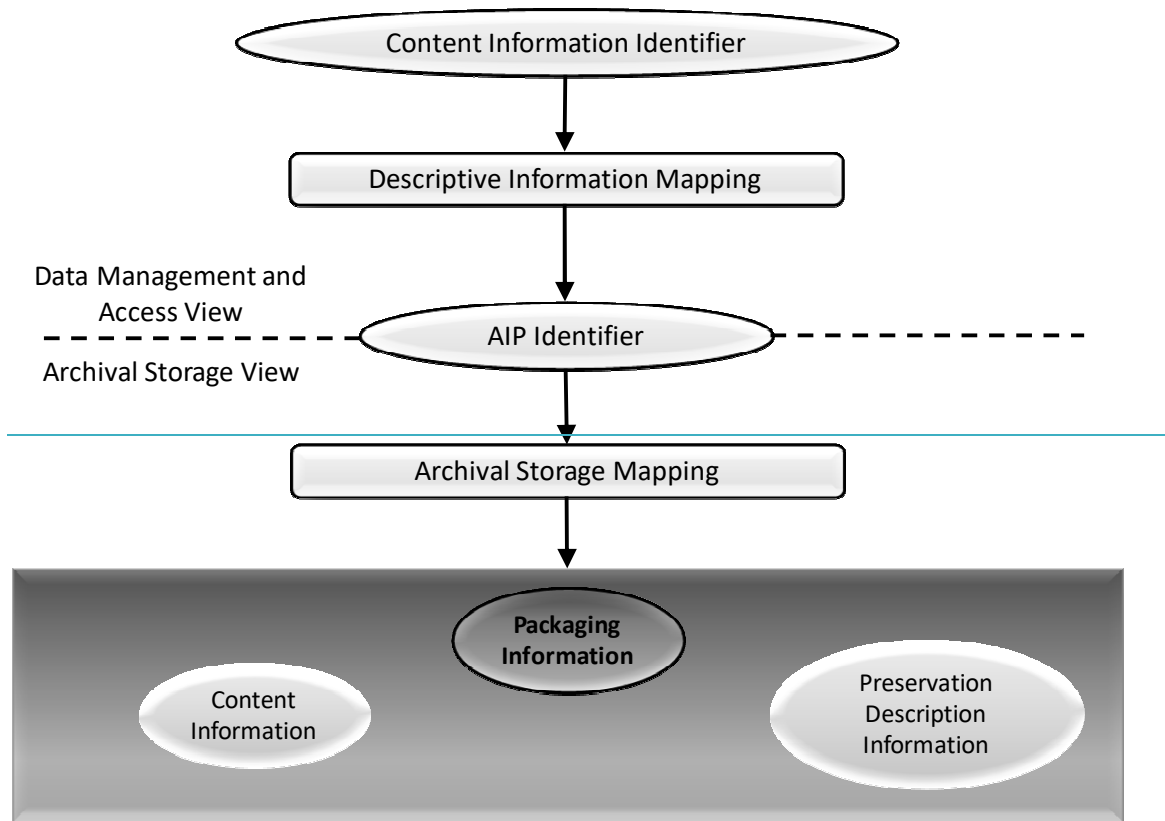 Content Information Identifier
Descriptive Information Mapping
Data Management and
Access View
AIP Identifier
Archival Storage View
Archival Storage Mapping
Packaging
Information
Content
Information
Preservation
Description
Information